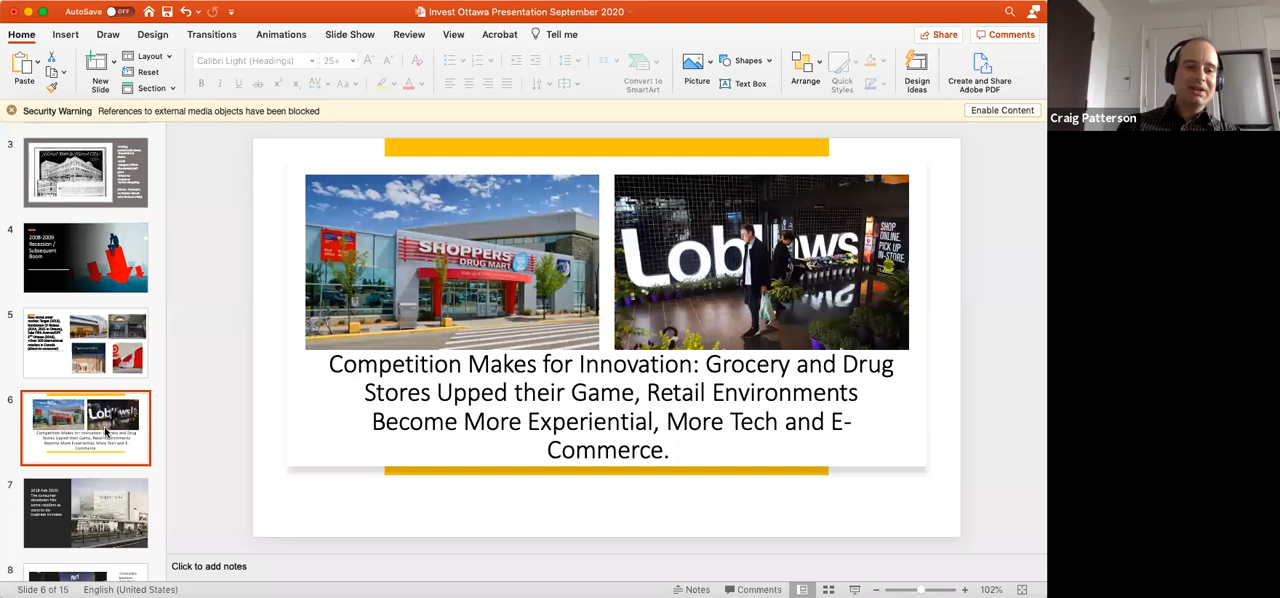 AutoSave OFF
Invest Ottawa Presentation September 2020
Home Insert Draw Design Transitions Animations Slide Show Review View Acrobat Tell me
Share Comments
Paste
New Slide
Layout
Reset
Section
Calibri Light (Headings) 25+
Convert to SmartArt
Picture
Shapes
Text Box
Arrange
Quick Styles
Design Ideas
Create and Share Adobe PDF
Security Warning References to external media objects have been blocked
Enable Content
Craig Patterson
3
4
2008-2009
Recession /
Subsequent
Boom
5
6
7
8
SHOPPERS
DRUG MART
Loblaws
SHOP
ONLINE
PICK UP
IN-STORE
Competition Makes for Innovation: Grocery and Drug
Stores Upped their Game, Retail Environments
Become More Experiential, More Tech and E-
Commerce.
Click to add notes
Slide 6 of 15 English (United States)
Notes Comments 102%